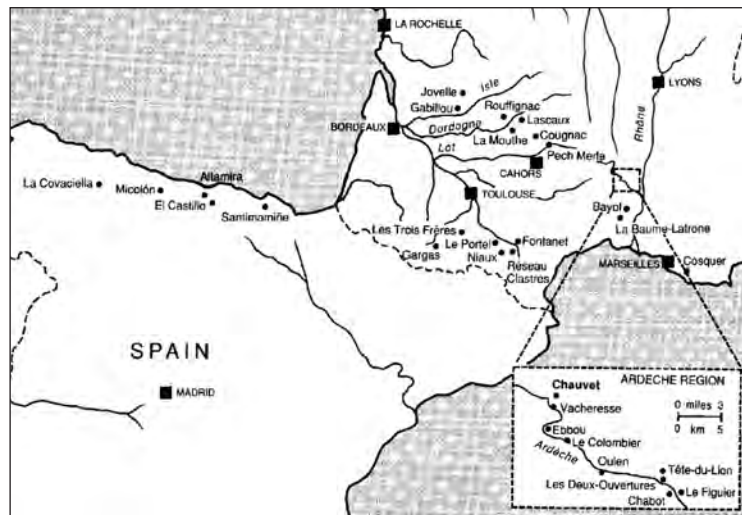 LA ROCHELLE
LYONS
Jovelle
Isle
Gabillou
Rouffignac
Lascaux
Rhône
BORDEAUX
Dordogne
La Mouthe
Cougnac
Lot
Pech Merle
CAHORS
Altamira
La Covaciella
Micolón
TOULOUSE
El Castillo
Santimamiñe
Bayol
La Baume-Latrone
Les Trois Frères
Fontanet
Le Portel
Gargas
Niaux
Réseau
Clastres
MARSEILLES
Cosquer
SPAIN
MADRID
ARDECHE REGION
Chauvet
0 miles 3
Vacheresse
0 km 5
Ebbou
Le Colombier
Ardèche
Oulen
Tête-du-Lion
Les Deux-Ouvertures
Le Figuier
Chabot